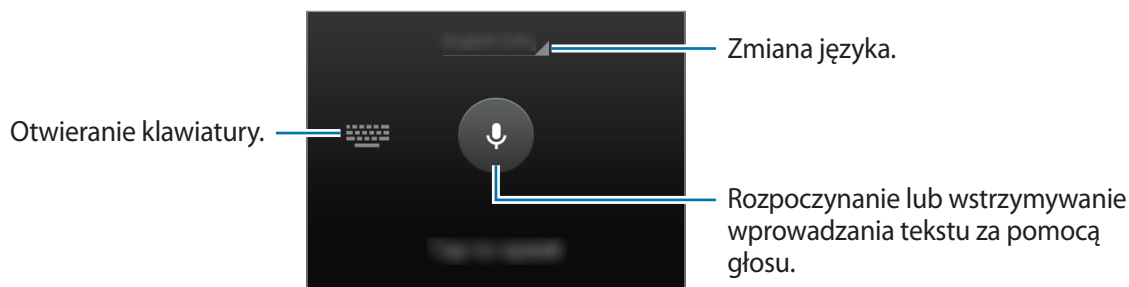 Zmiana języka.
Otwieranie klawiatury.
Rozpoczynanie lub wstrzymywanie
wprowadzania tekstu za pomocą
głosu.